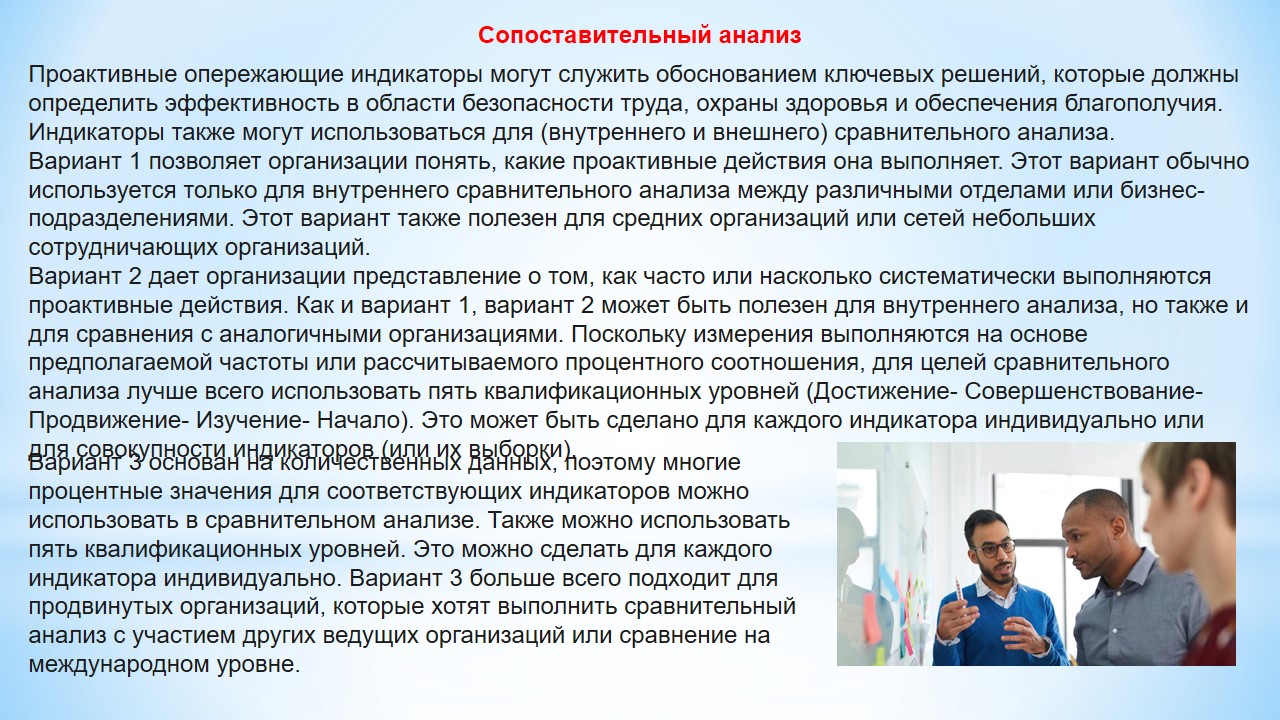 Сопоставительный анализ
Проактивные опережающие индикаторы могут служить обоснованием ключевых решений, которые должны
определить эффективность в области безопасности труда, охраны здоровья и обеспечения благополучия.
Индикаторы также могут использоваться для (внутреннего и внешнего) сравнительного анализа.
Вариант 1 позволяет организации понять, какие проактивные действия она выполняет. Этот вариант обычно
используется только для внутреннего сравнительного анализа между различными отделами или бизнес-
подразделениями. Этот вариант также полезен для средних организаций или сетей небольших
сотрудничающих организаций.
Вариант 2 дает организации представление о том, как часто или насколько систематически выполняются
проактивные действия. Как и вариант 1, вариант 2 может быть полезен для внутреннего анализа, но также и
для сравнения с аналогичными организациями. Поскольку измерения выполняются на основе
предполагаемой частоты или рассчитываемого процентного соотношения, для целей сравнительного
анализа лучше всего использовать пять квалификационных уровней (Достижение- Совершенствование-
Продвижение- Изучение- Начало). Это может быть сделано для каждого индикатора индивидуально или
для совокупности индикаторов (или их выборки).
Вариант 3 основан на количественных данных, поэтому многие
процентные значения для соответствующих индикаторов можно
использовать в сравнительном анализе. Также можно использовать
пять квалификационных уровней. Это можно сделать для каждого
индикатора индивидуально. Вариант 3 больше всего подходит для
продвинутых организаций, которые хотят выполнить сравнительный
анализ с участием других ведущих организаций или сравнение на
международном уровне.